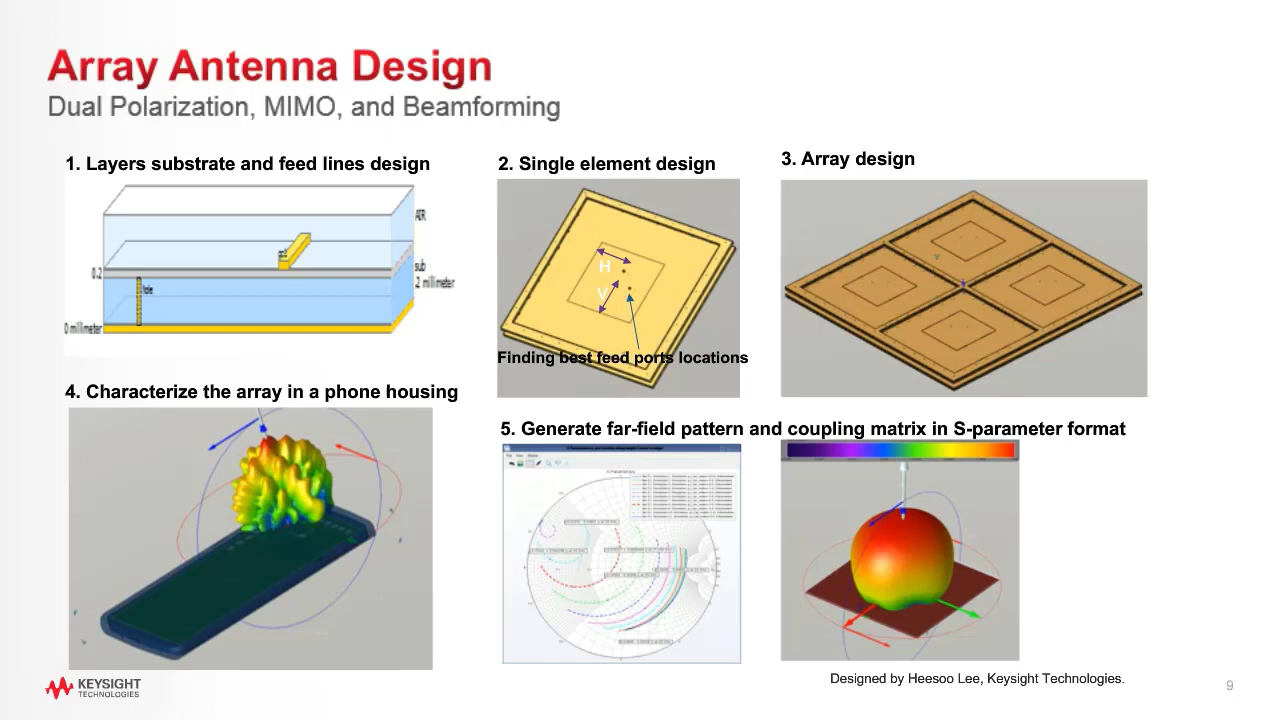 Array Antenna Design
Dual Polarization, MIMO, and Beamforming
1. Layers substrate and feed lines design
AIR
0.2
sub
2 millimeter
hole
0 millimeter
2. Single element design
H
V
Finding best feed ports locations
3. Array design
4. Characterize the array in a phone housing
5. Generate far-field pattern and coupling matrix in S-parameter format
Designed by Heesoo Lee, Keysight Technologies.
KEYSIGHT
TECHNOLOGIES
9